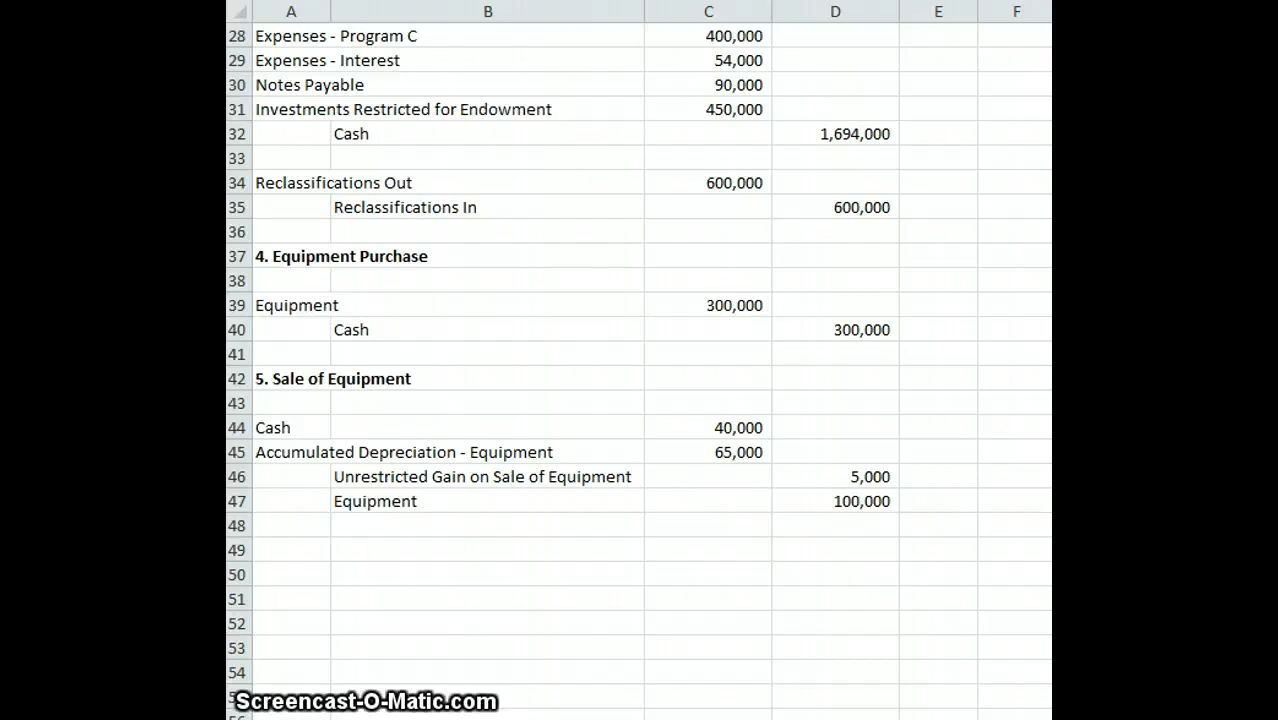 A B C D E F
28 Expenses - Program C 400,000
29 Expenses - Interest 54,000
30 Notes Payable 90,000
31 Investments Restricted for Endowment 450,000
32 Cash 1,694,000
33
34 Reclassifications Out 600,000
35 Reclassifications In 600,000
36
37 4. Equipment Purchase
38
39 Equipment 300,000
40 Cash 300,000
41
42 5. Sale of Equipment
43
44 Cash 40,000
45 Accumulated Depreciation - Equipment 65,000
46 Unrestricted Gain on Sale of Equipment 5,000
47 Equipment 100,000
48
49
50
51
52
53
54
Screencast-O-Matic.com